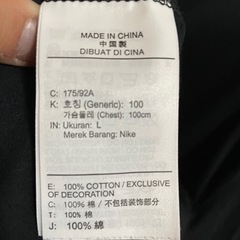 MADE IN CHINA
中国製
DIBUAT DI CINA
C: 175/92A
K: 호칭 (Generic): 100
가슴둘레 (Chest): 100cm
IN: Ukuran: L
Merek Barang: Nike
E: 100% COTTON / EXCLUSIVE
OF DECORATION
C: 100% 棉 / 不包括装饰部分
T: 100% 棉
J: 100% 綿